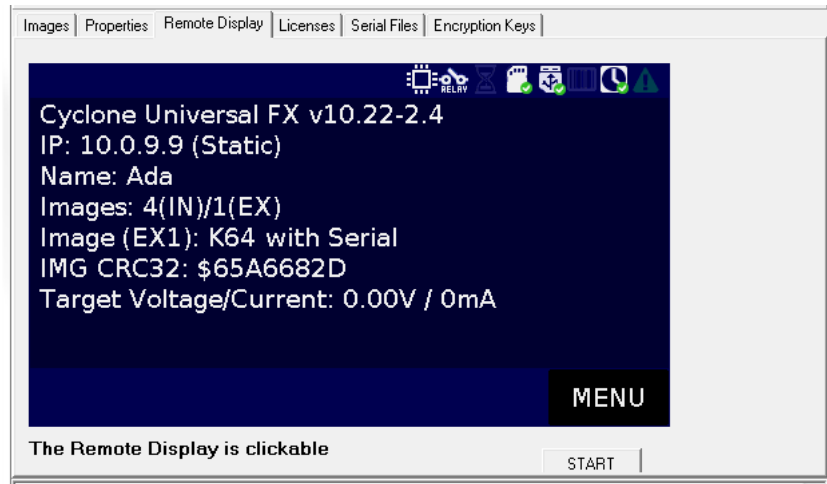 Images Properties Remote Display Licenses Serial Files Encryption Keys
RELAY
Cyclone Universal FX v10.22-2.4
IP: 10.0.9.9 (Static)
Name: Ada
Images: 4(IN)/1(EX)
Image (EX1): K64 with Serial
IMG CRC32: $65A6682D
Target Voltage/Current: 0.00V / 0mA
MENU
The Remote Display is clickable
START